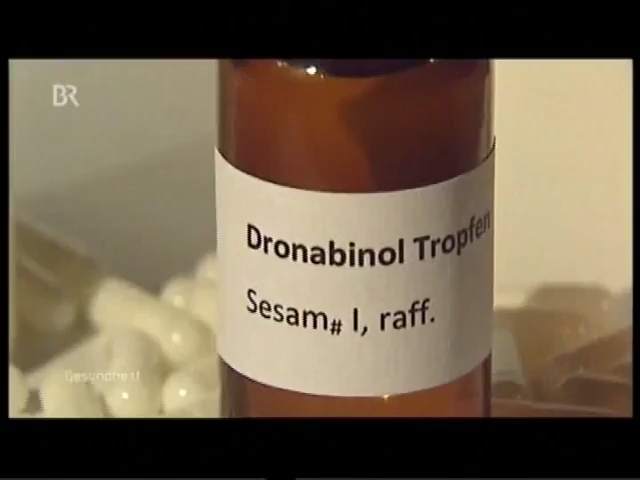 BR
Dronabinol Tropfen
Sesam# l, raff.
Gesundheit